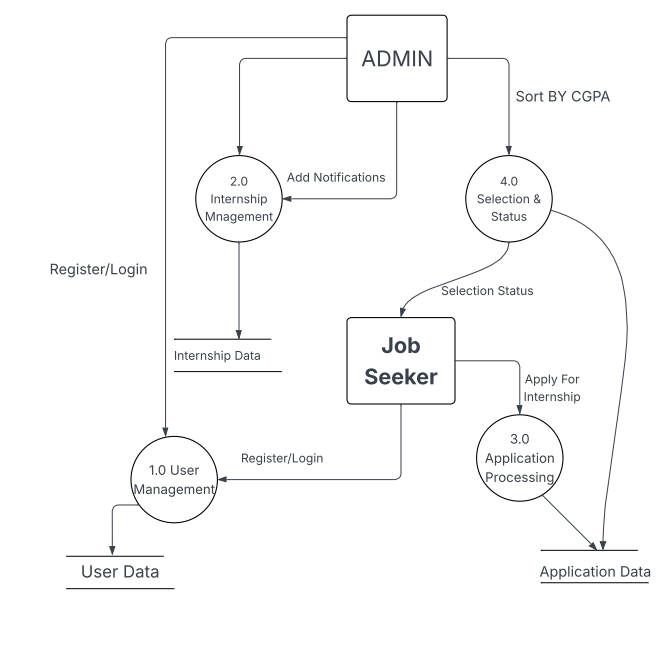 ADMIN
Sort BY CGPA
2.0
Internship
Mnagement
Add Notifications
4.0
Selection &
Status
Register/Login
Selection Status
Internship Data
Job
Seeker
Apply For
Internship
3.0
Application
Processing
Register/Login
1.0 User
Management
User Data
Application Data